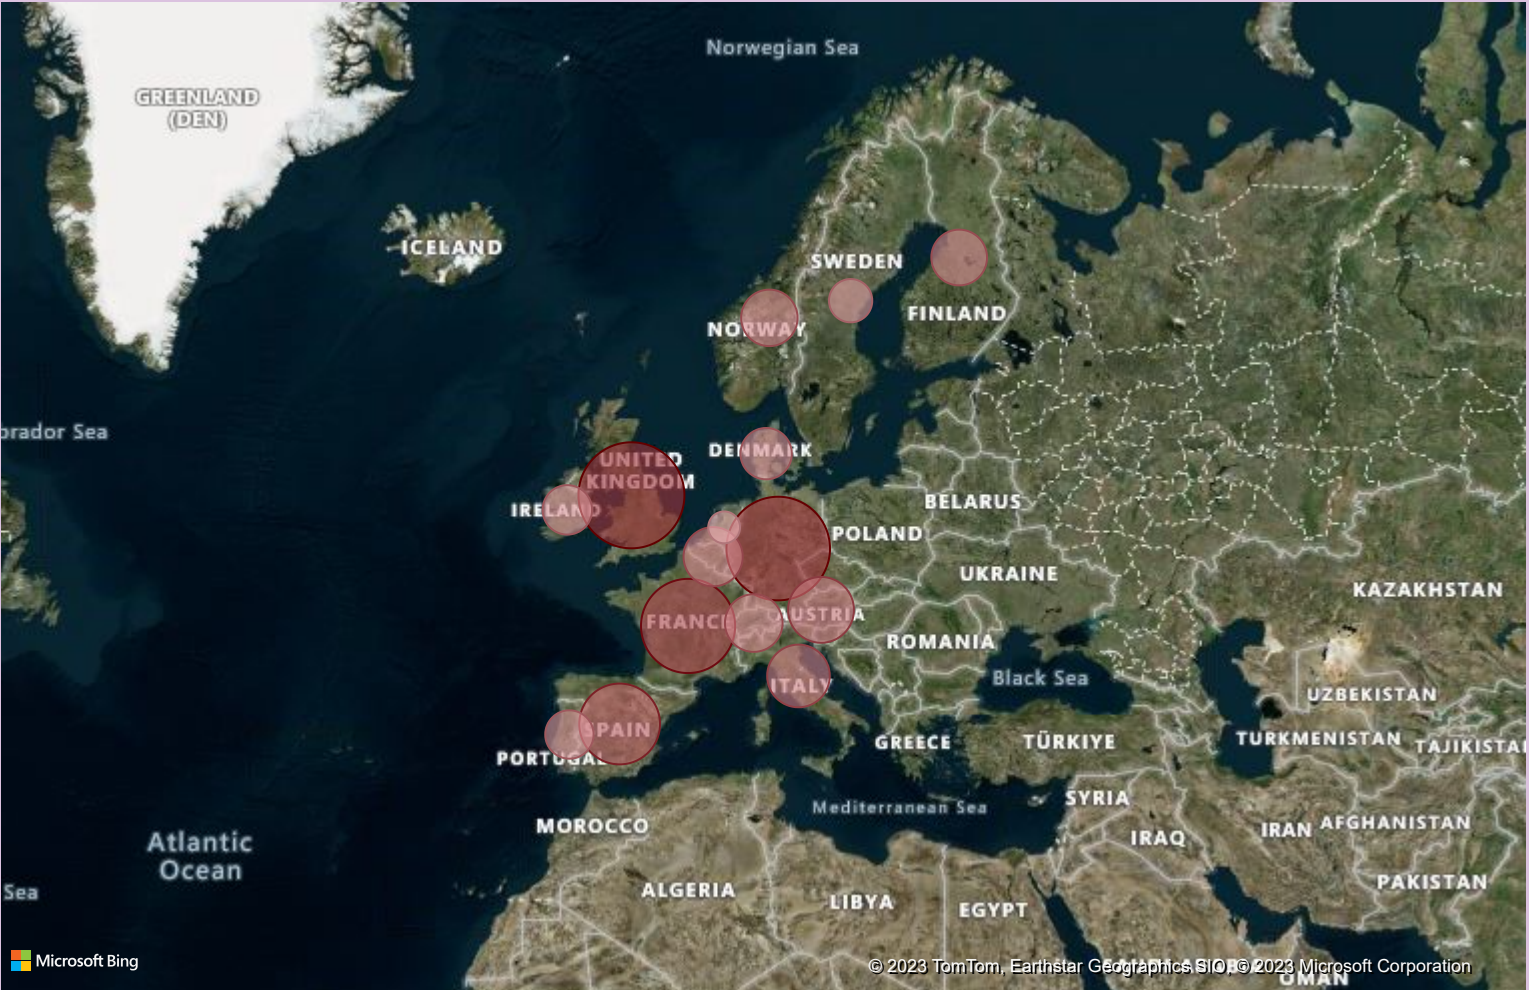 Norwegian Sea
GREENLAND
(DEN)
ICELAND
SWEDEN
FINLAND
NORWAY
DENMARK
UNITED
KINGDOM
IRELAND
BELARUS
POLAND
UKRAINE
KAZAKHSTAN
FRANCE
AUSTRIA
ROMANIA
Black Sea
ITALY
UZBEKISTAN
SPAIN
PORTUGAL
GREECE
TÜRKIYE
TURKMENISTAN
TAJIKISTA
Mediterranean Sea
SYRIA
MOROCCO
IRAQ
IRAN
AFGHANISTAN
Atlantic
Ocean
brador Sea
Sea
ALGERIA
LIBYA
EGYPT
PAKISTAN
OMAN
Microsoft Bing
© 2023 TomTom, Earthstar Geographics SIO, © 2023 Microsoft Corporation